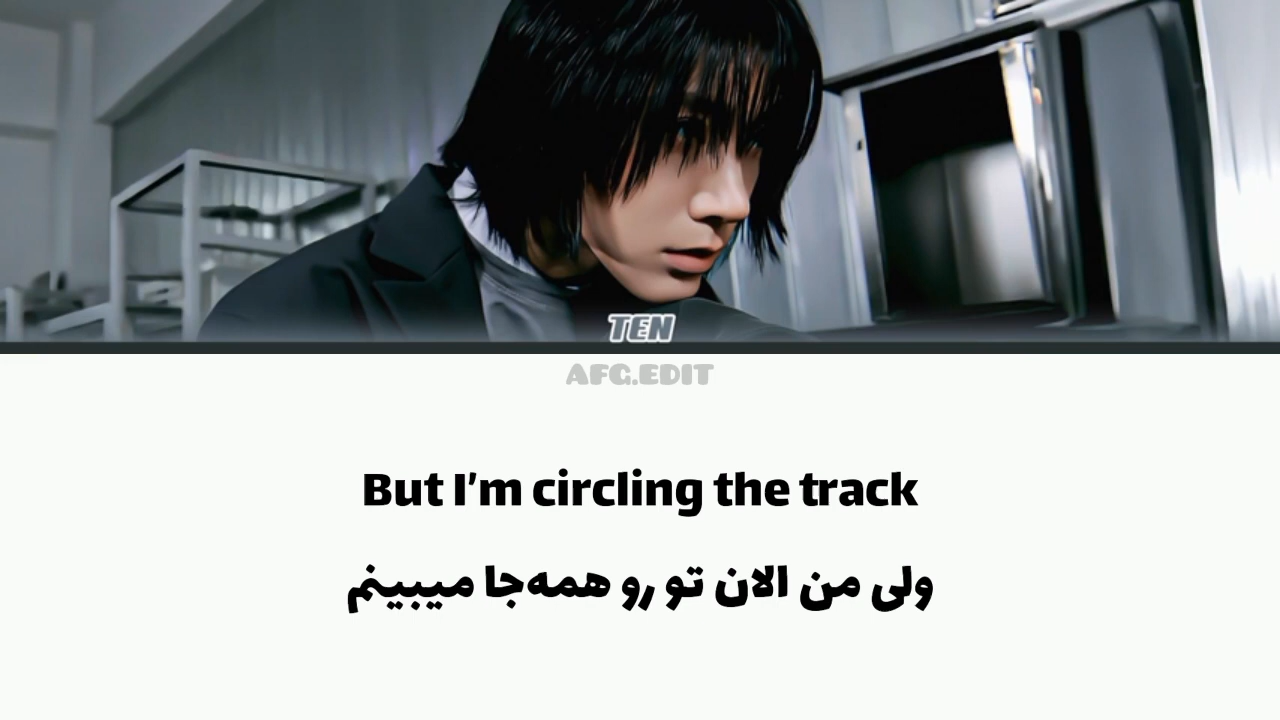 TEN
AFG.EDIT
But I'm circling the track
ولی من الان تو رو همه‌جا میبینم